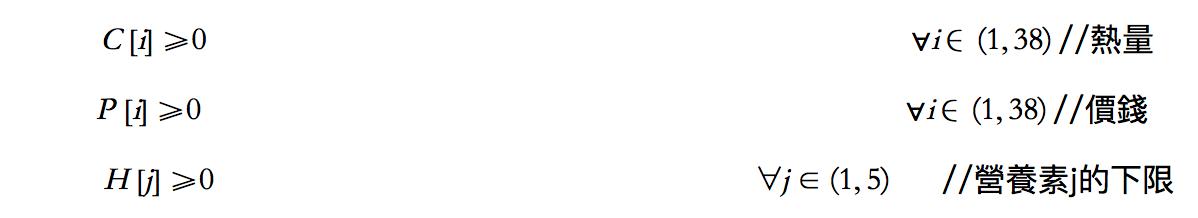 C [i] ⩾0 ∀i∈ (1, 38) //熱量
P [i] ⩾0 ∀i∈ (1, 38) //價錢
H [j] ⩾0 ∀j ∈ (1, 5) //營養素j的下限